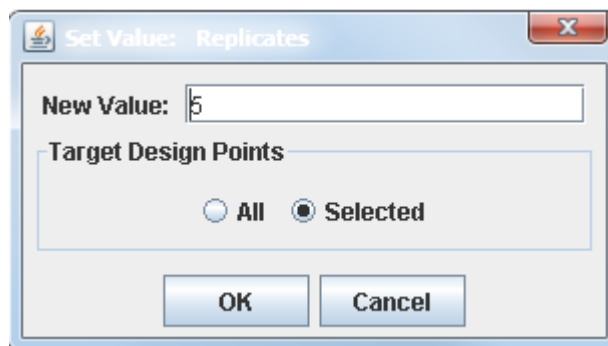 Set Value: Replicates
New Value: 5
Target Design Points
All Selected
OK Cancel